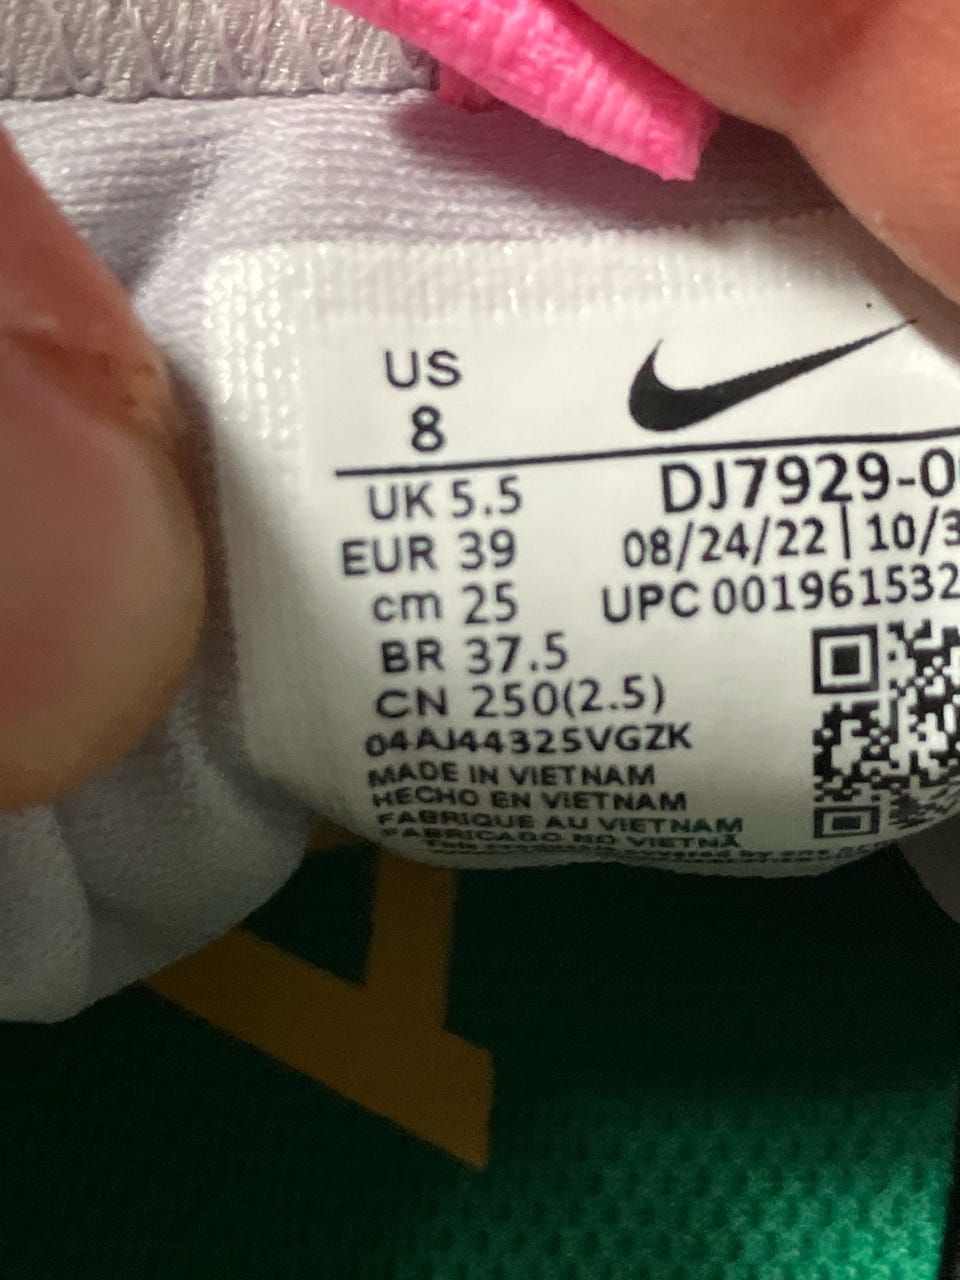 US
8
UK 5.5
EUR 39
cm 25
BR 37.5
CN 250(2.5)
DJ7929-0
08/24/22 | 10/3
UPC 001961532
04AJ44325VGZK
MADE IN VIETNAM
HECHO EN VIETNAM
FABRIQUE AU VIETNAM
FABRICADO NO VIETNÃ